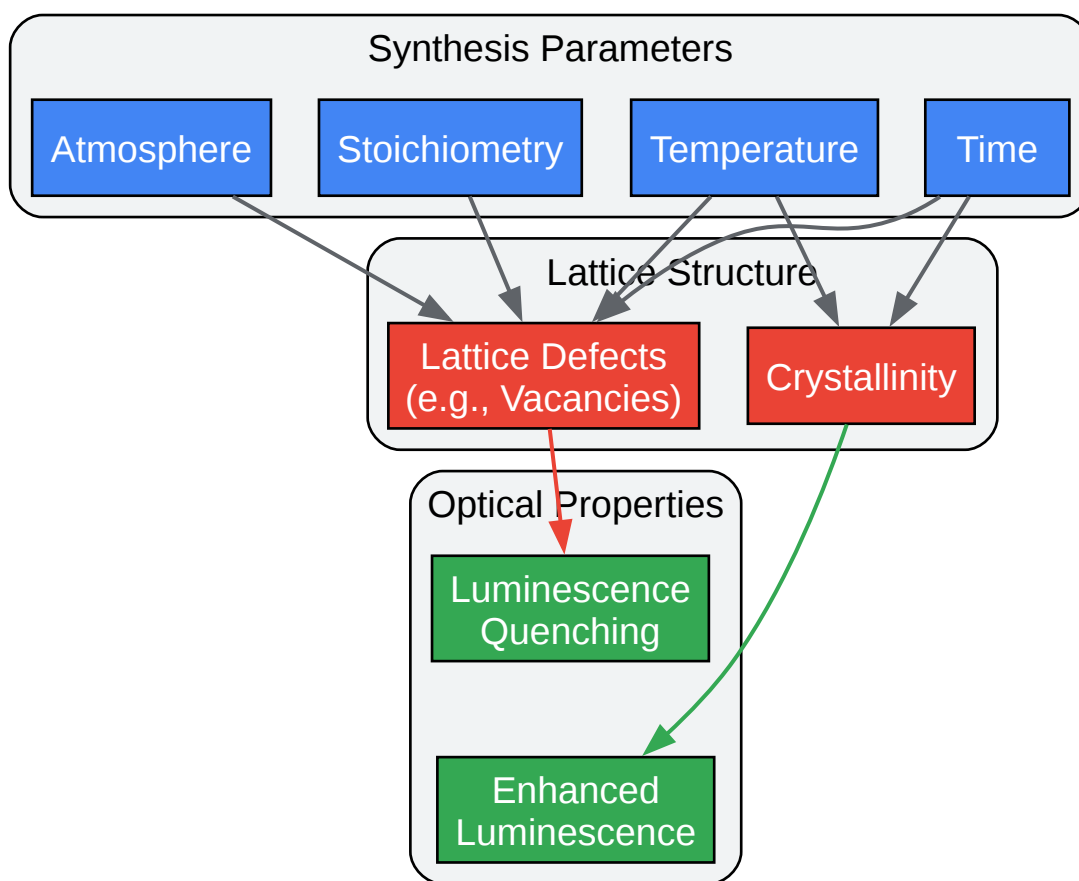 Synthesis Parameters
Atmosphere
Stoichiometry
Temperature
Time
Lattice Structure
Lattice Defects
(e.g., Vacancies)
Crystallinity
Optical Properties
Luminescence
Quenching
Enhanced
Luminescence